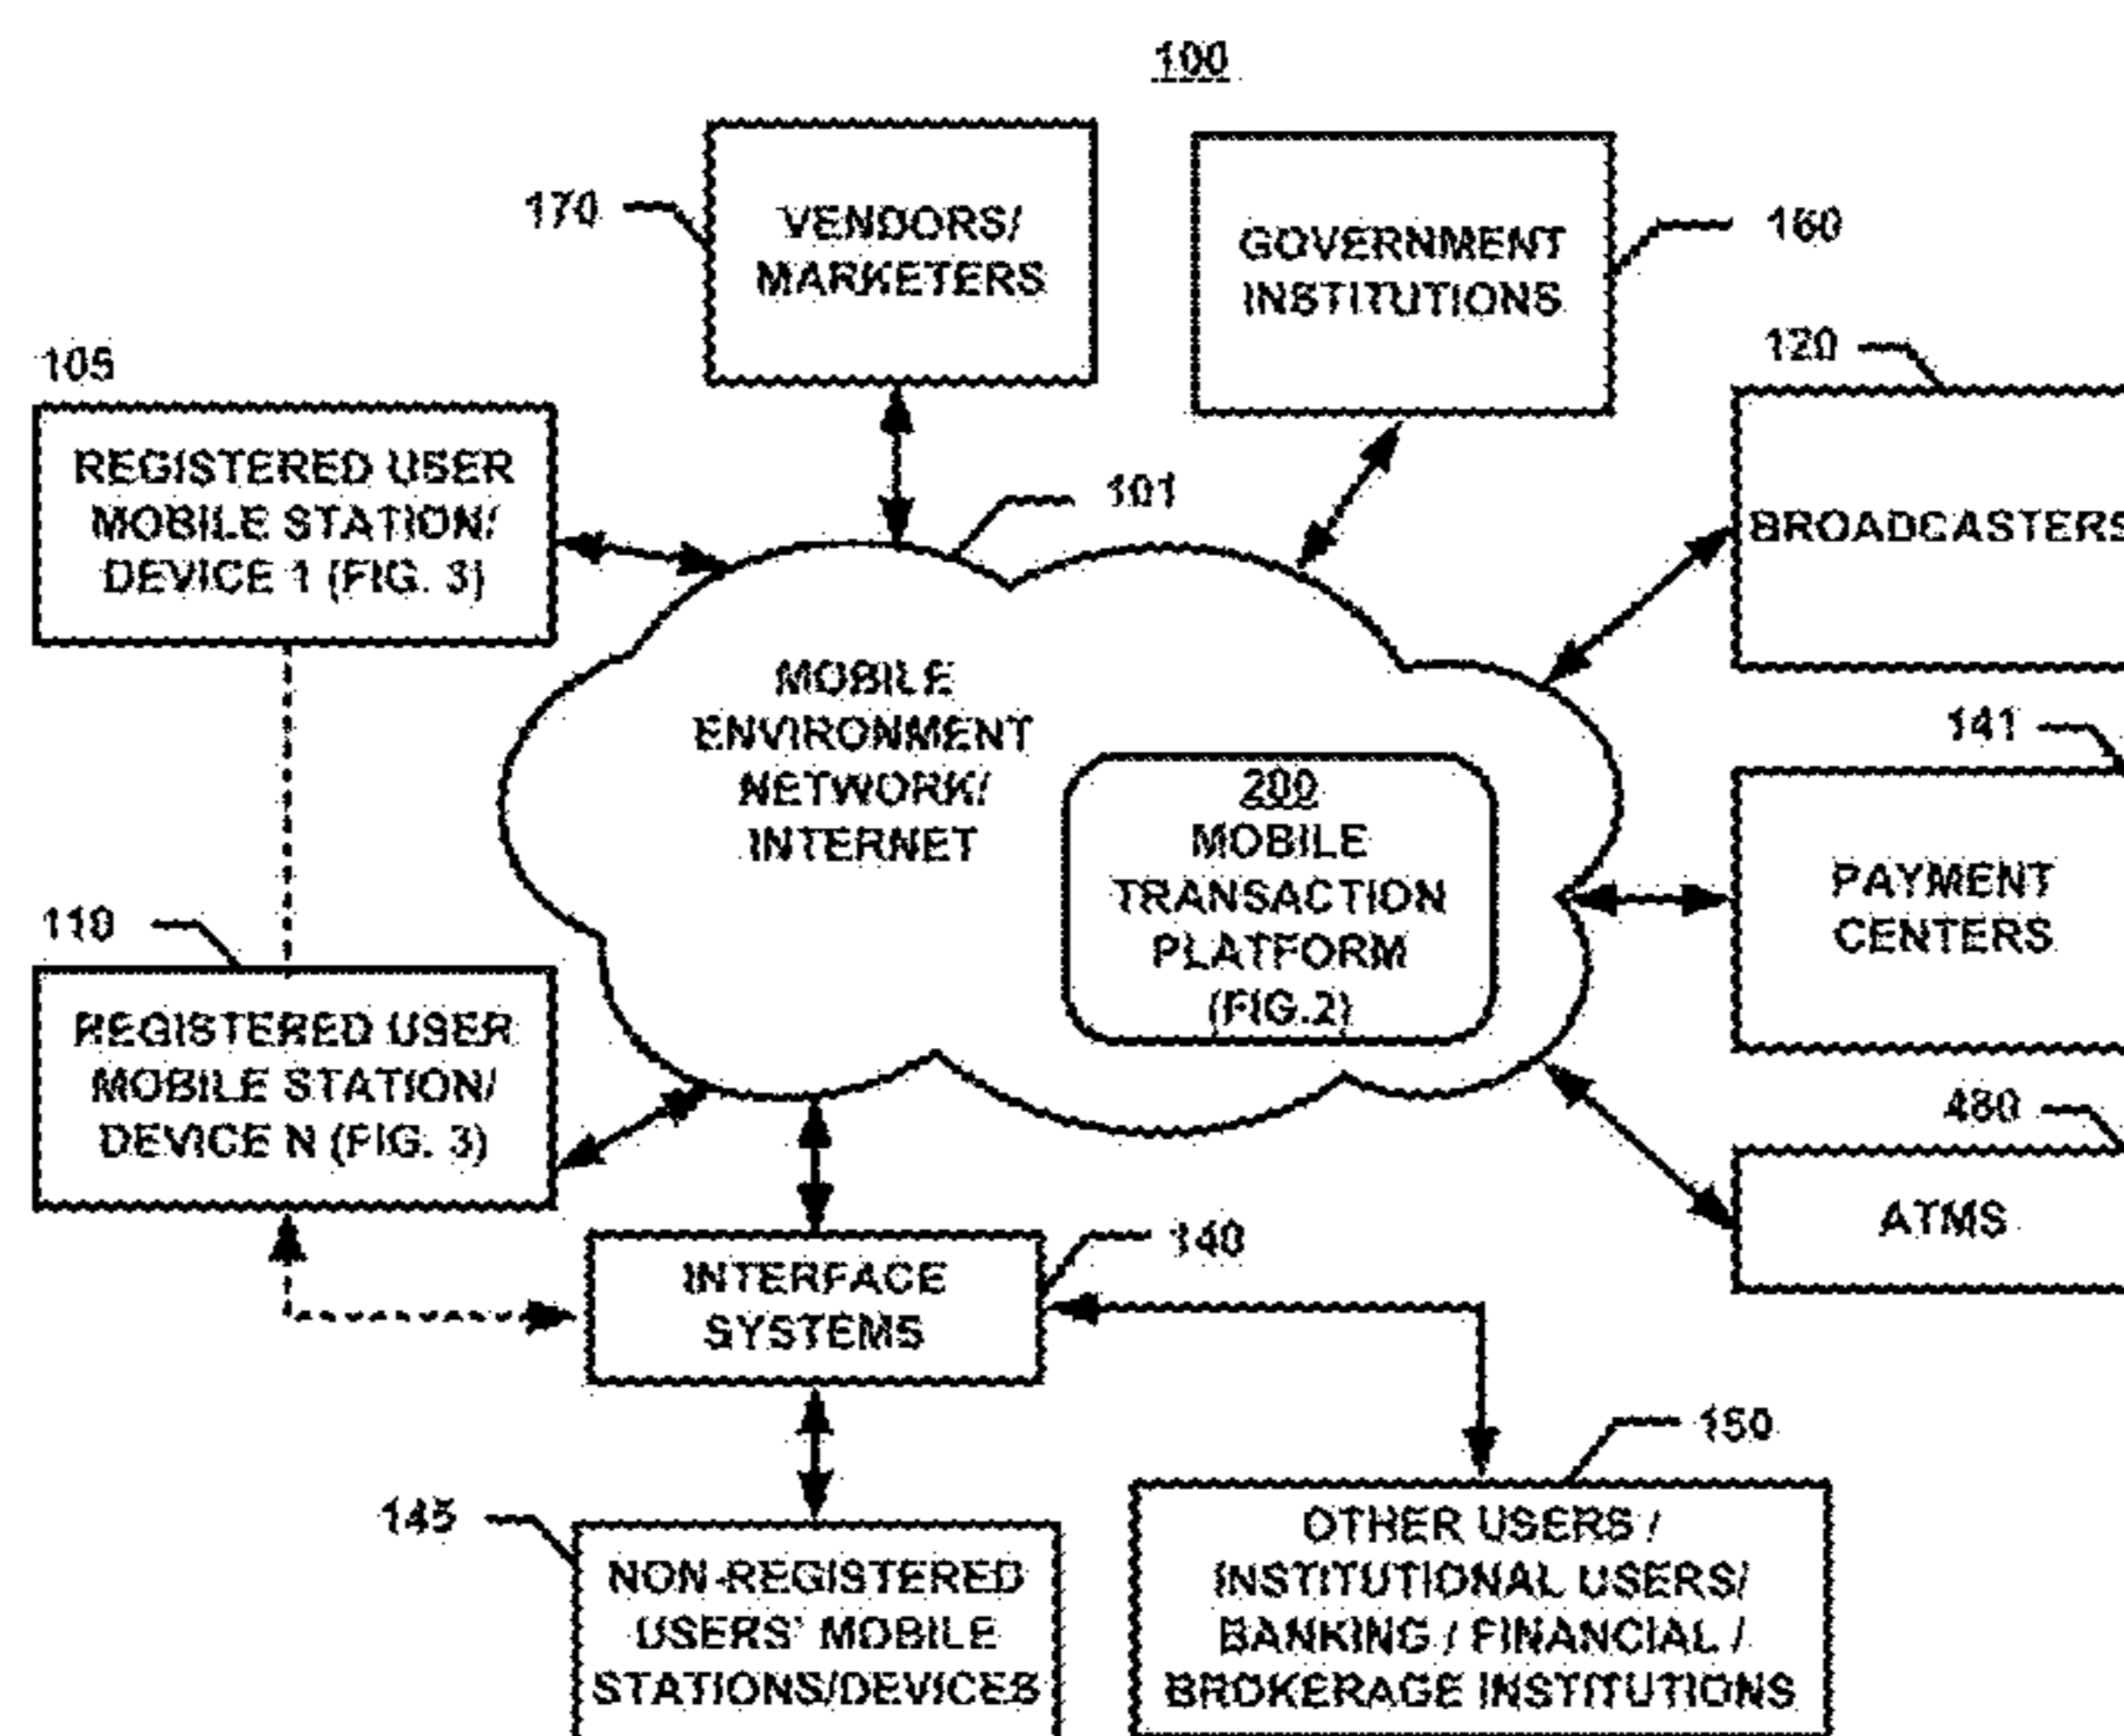 100
170
VENDORS/
MARKETERS
GOVERNMENT
INSTITUTIONS
160
120
BROADCASTERS
105
REGISTERED USER
MOBILE STATION/
DEVICE 1 (FIG. 3)
101
MOBILE
ENVIRONMENT
NETWORK/
INTERNET
200
MOBILE
TRANSACTION
PLATFORM
(FIG.2)
141
PAYMENT
CENTERS
110
REGISTERED USER
MOBILE STATION/
DEVICE N (FIG. 3)
480
ATMS
140
INTERFACE
SYSTEMS
145
NON-REGISTERED
USERS' MOBILE
STATIONS/DEVICES
150
OTHER USERS /
INSTITUTIONAL USERS/
BANKING / FINANCIAL /
BROKERAGE INSTITUTIONS